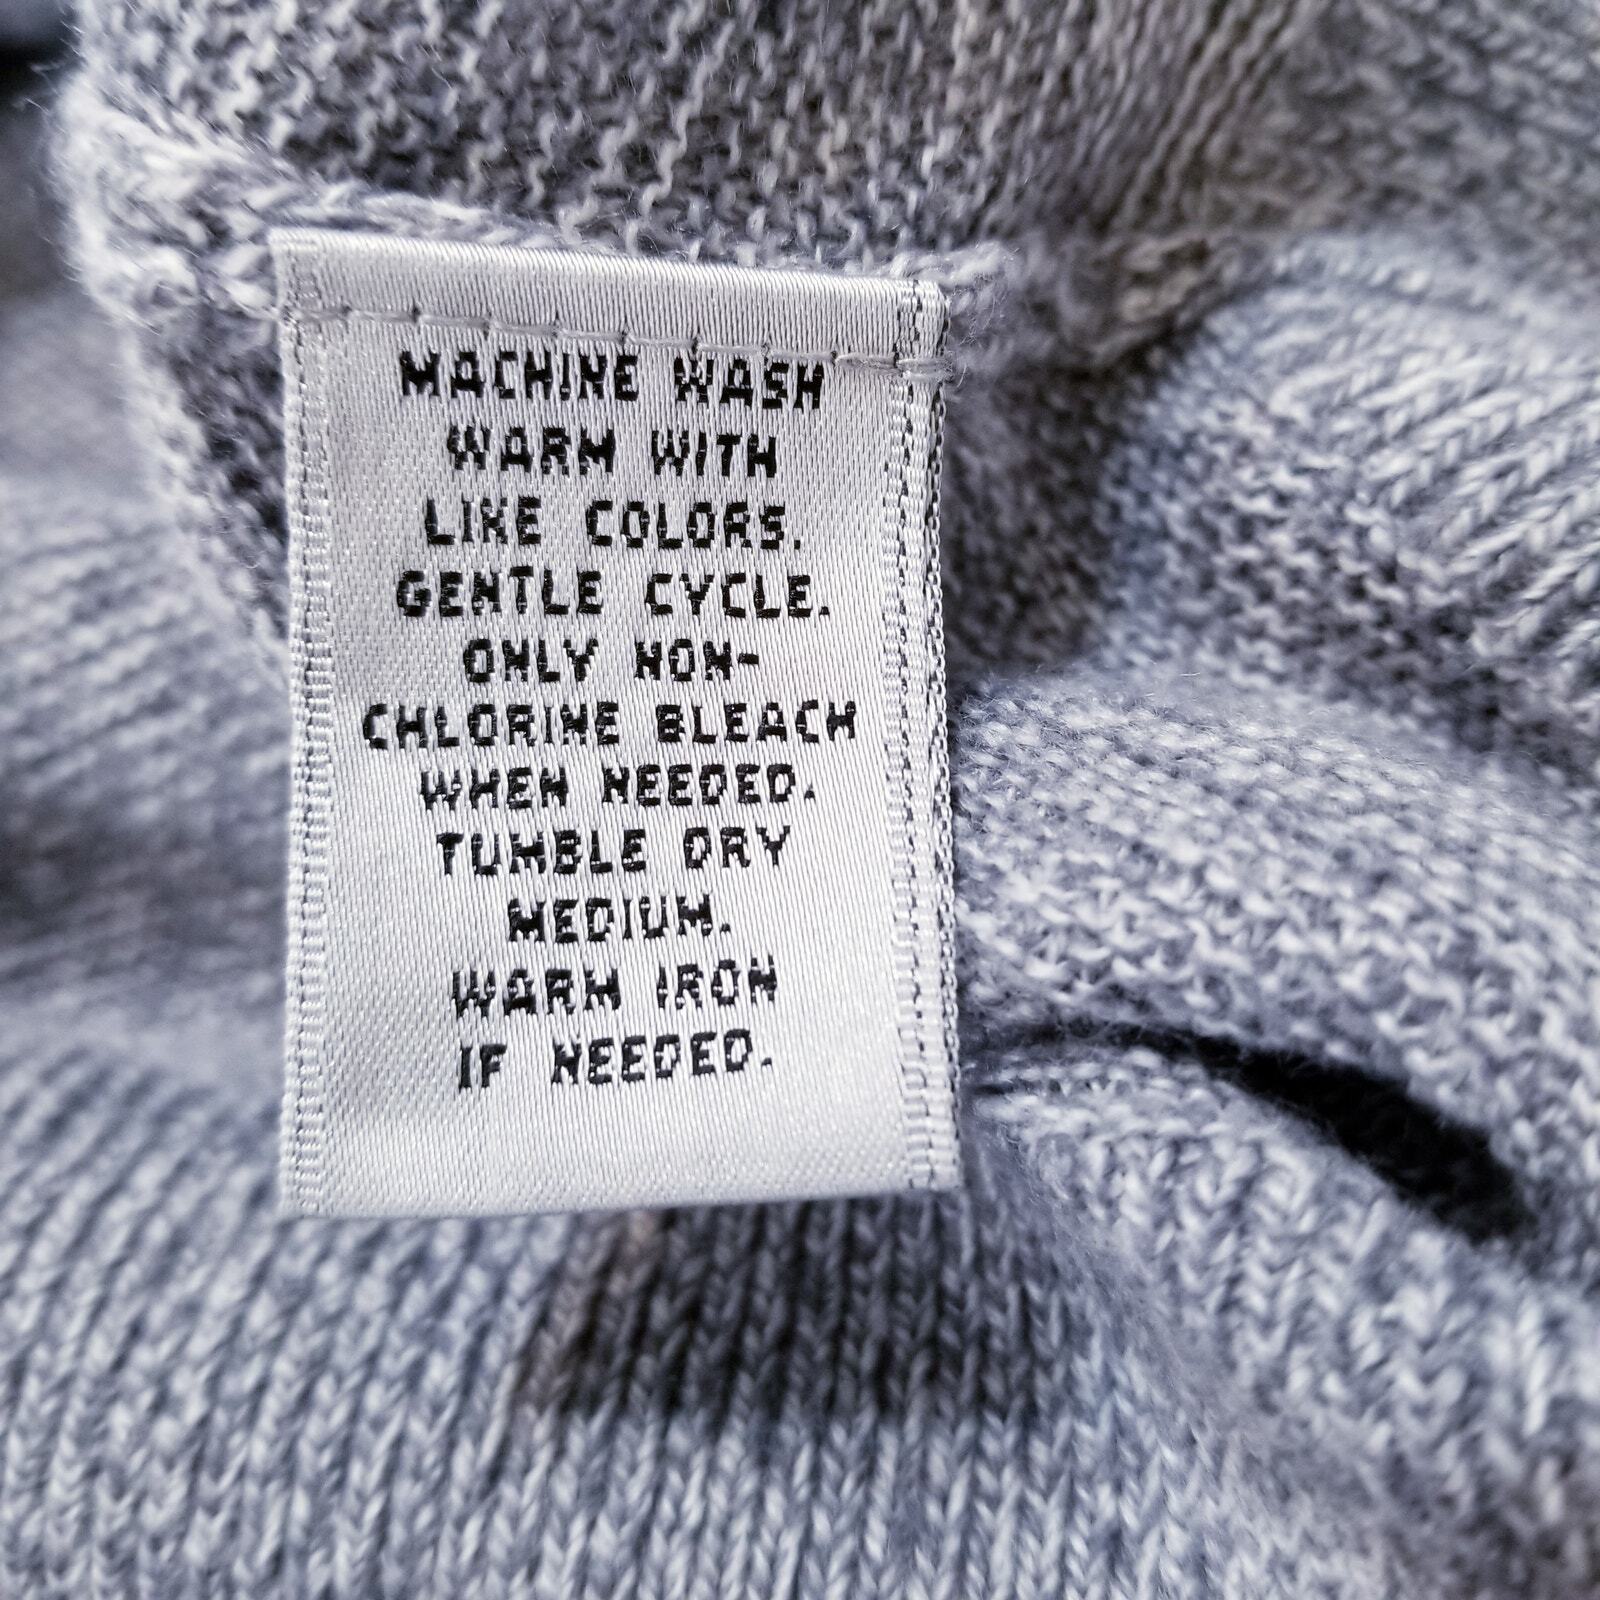 MACHINE WASH
WARM WITH
LIKE COLORS.
GENTLE CYCLE.
ONLY NON-
CHLORINE BLEACH
WHEN NEEDED.
TUMBLE DRY
MEDIUM.
WARM IRON
IF NEEDED.